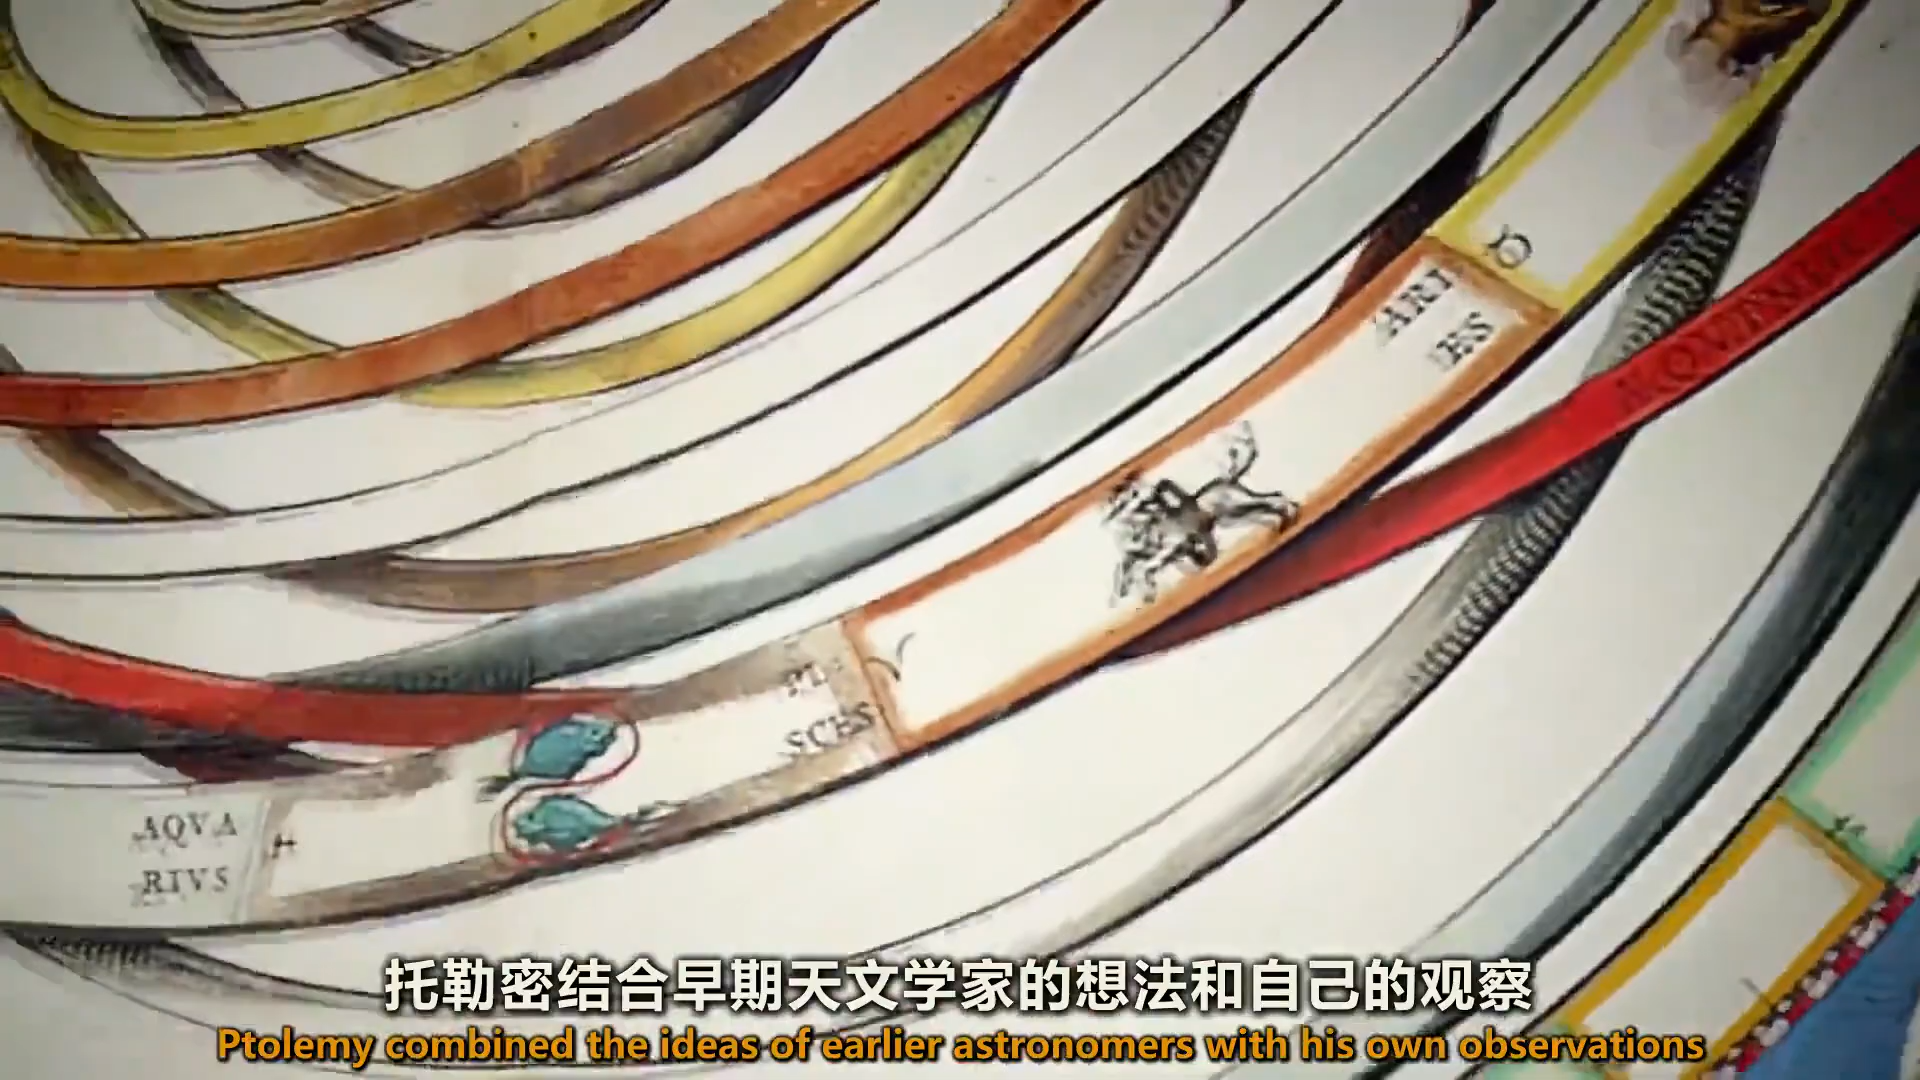 ARI
ES
PI
SCES
AQVA
RIVS
托勒密结合早期天文学家的想法和自己的观察
Ptolemy combined the ideas of earlier astronomers with his own observations